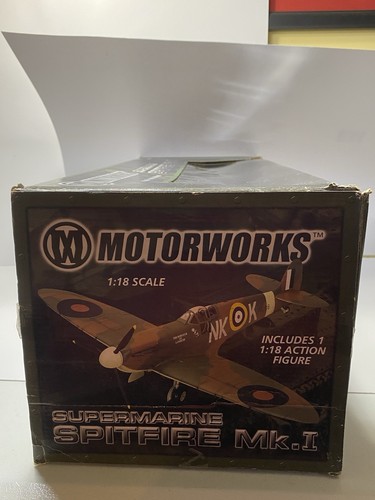 MOTORWORKS™
1:18 SCALE
NK K
INCLUDES 1
1:18 ACTION
FIGURE
SUPERMARINE
SPITFIRE Mk.I